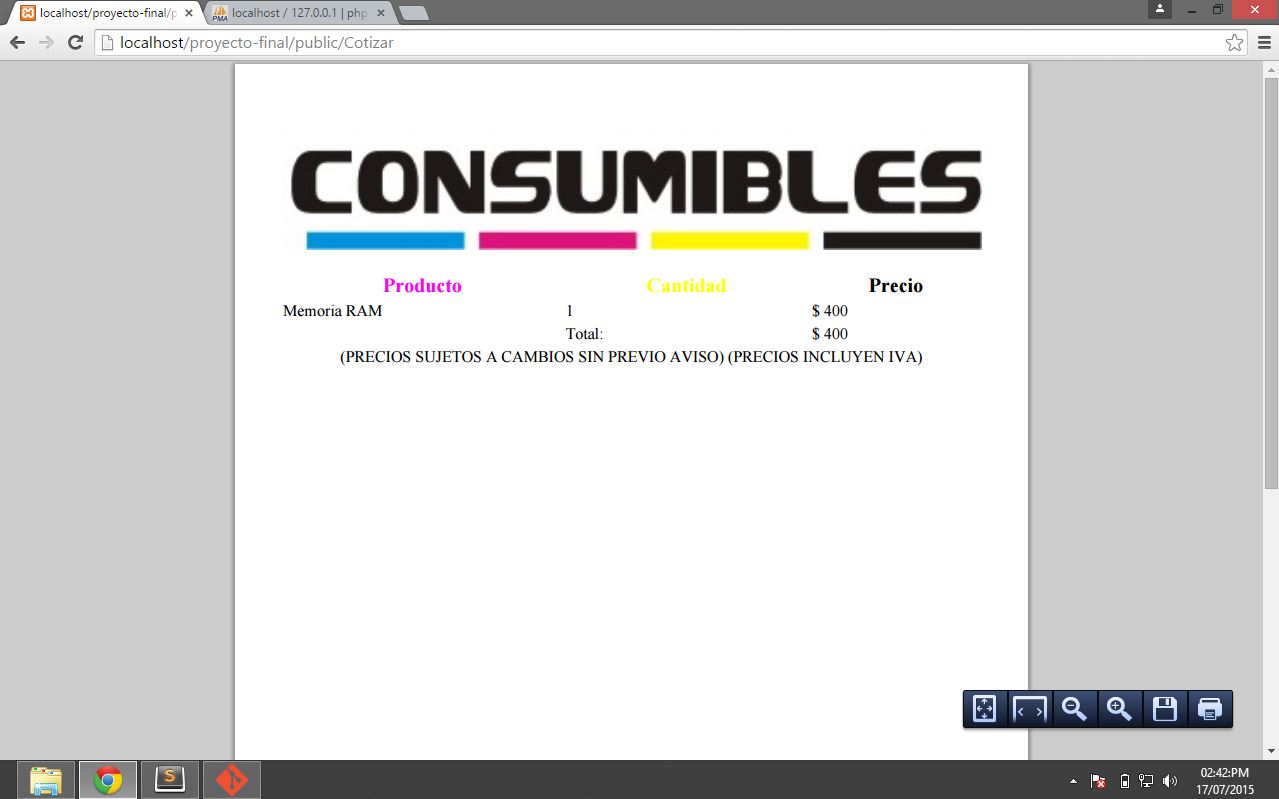 localhost/proyecto-final/p
localhost / 127.0.0.1 | php
localhost/proyecto-final/public/Cotizar
CONSUMIBLES
Producto Cantidad Precio
Memoria RAM 1 $ 400
Total: $ 400
(PRECIOS SUJETOS A CAMBIOS SIN PREVIO AVISO) (PRECIOS INCLUYEN IVA)
02:42:PM
17/07/2015